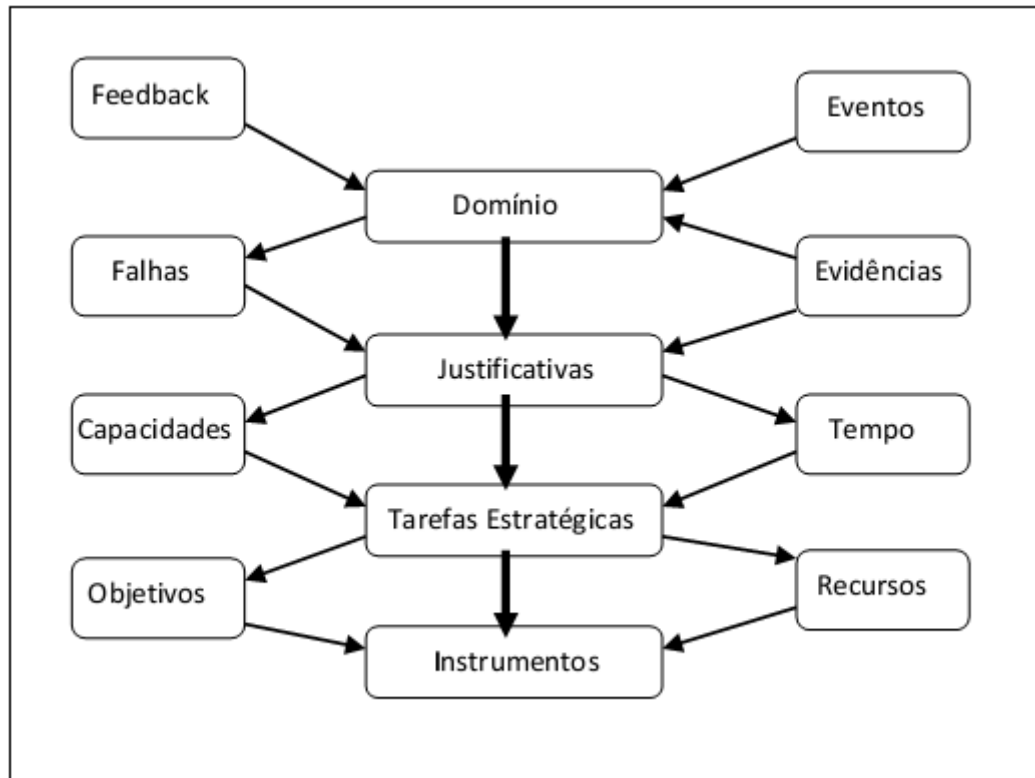 Feedback
Eventos
Domínio
Falhas
Evidências
Justificativas
Capacidades
Tempo
Tarefas Estratégicas
Objetivos
Recursos
Instrumentos